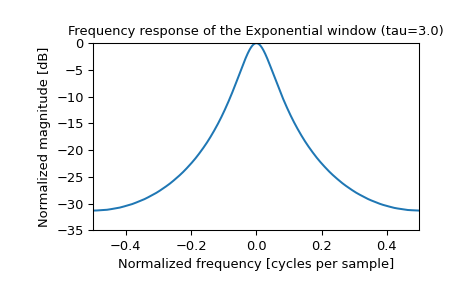 Frequency response of the Exponential window (tau=3.0)
Normalized magnitude [dB]
0
−5
−10
−15
−20
−25
−30
−35
−0.4 −0.2 0.0 0.2 0.4
Normalized frequency [cycles per sample]